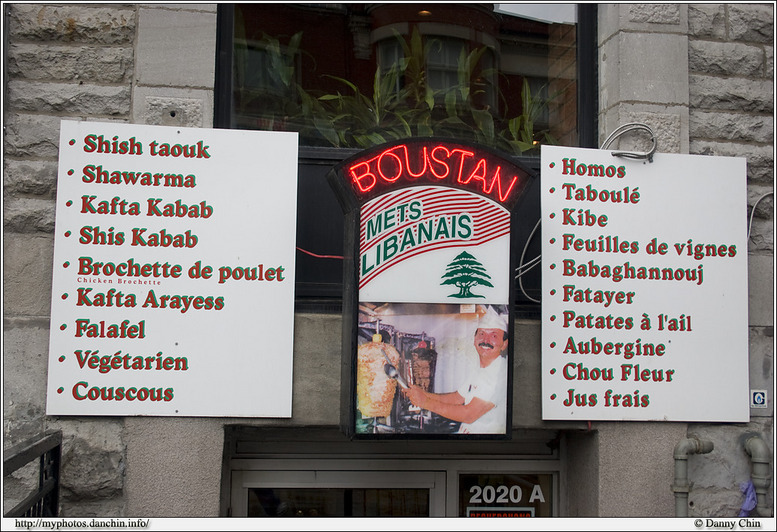 • Shish taouk
• Shawarma
• Kafta Kabab
• Shis Kabab
• Brochette de poulet
Chicken Brochette
• Kafta Arayess
• Falafel
• Végétarien
• Couscous
BOUSTAN
METS
LIBANAIS
• Homos
• Taboulé
• Kibe
• Feuilles de vignes
• Babaghannouj
• Fatayer
• Patates à l'ail
• Aubergine
• Chou Fleur
• Jus frais
2020 A
http://myphotos.danchin.info/
© Danny Chin